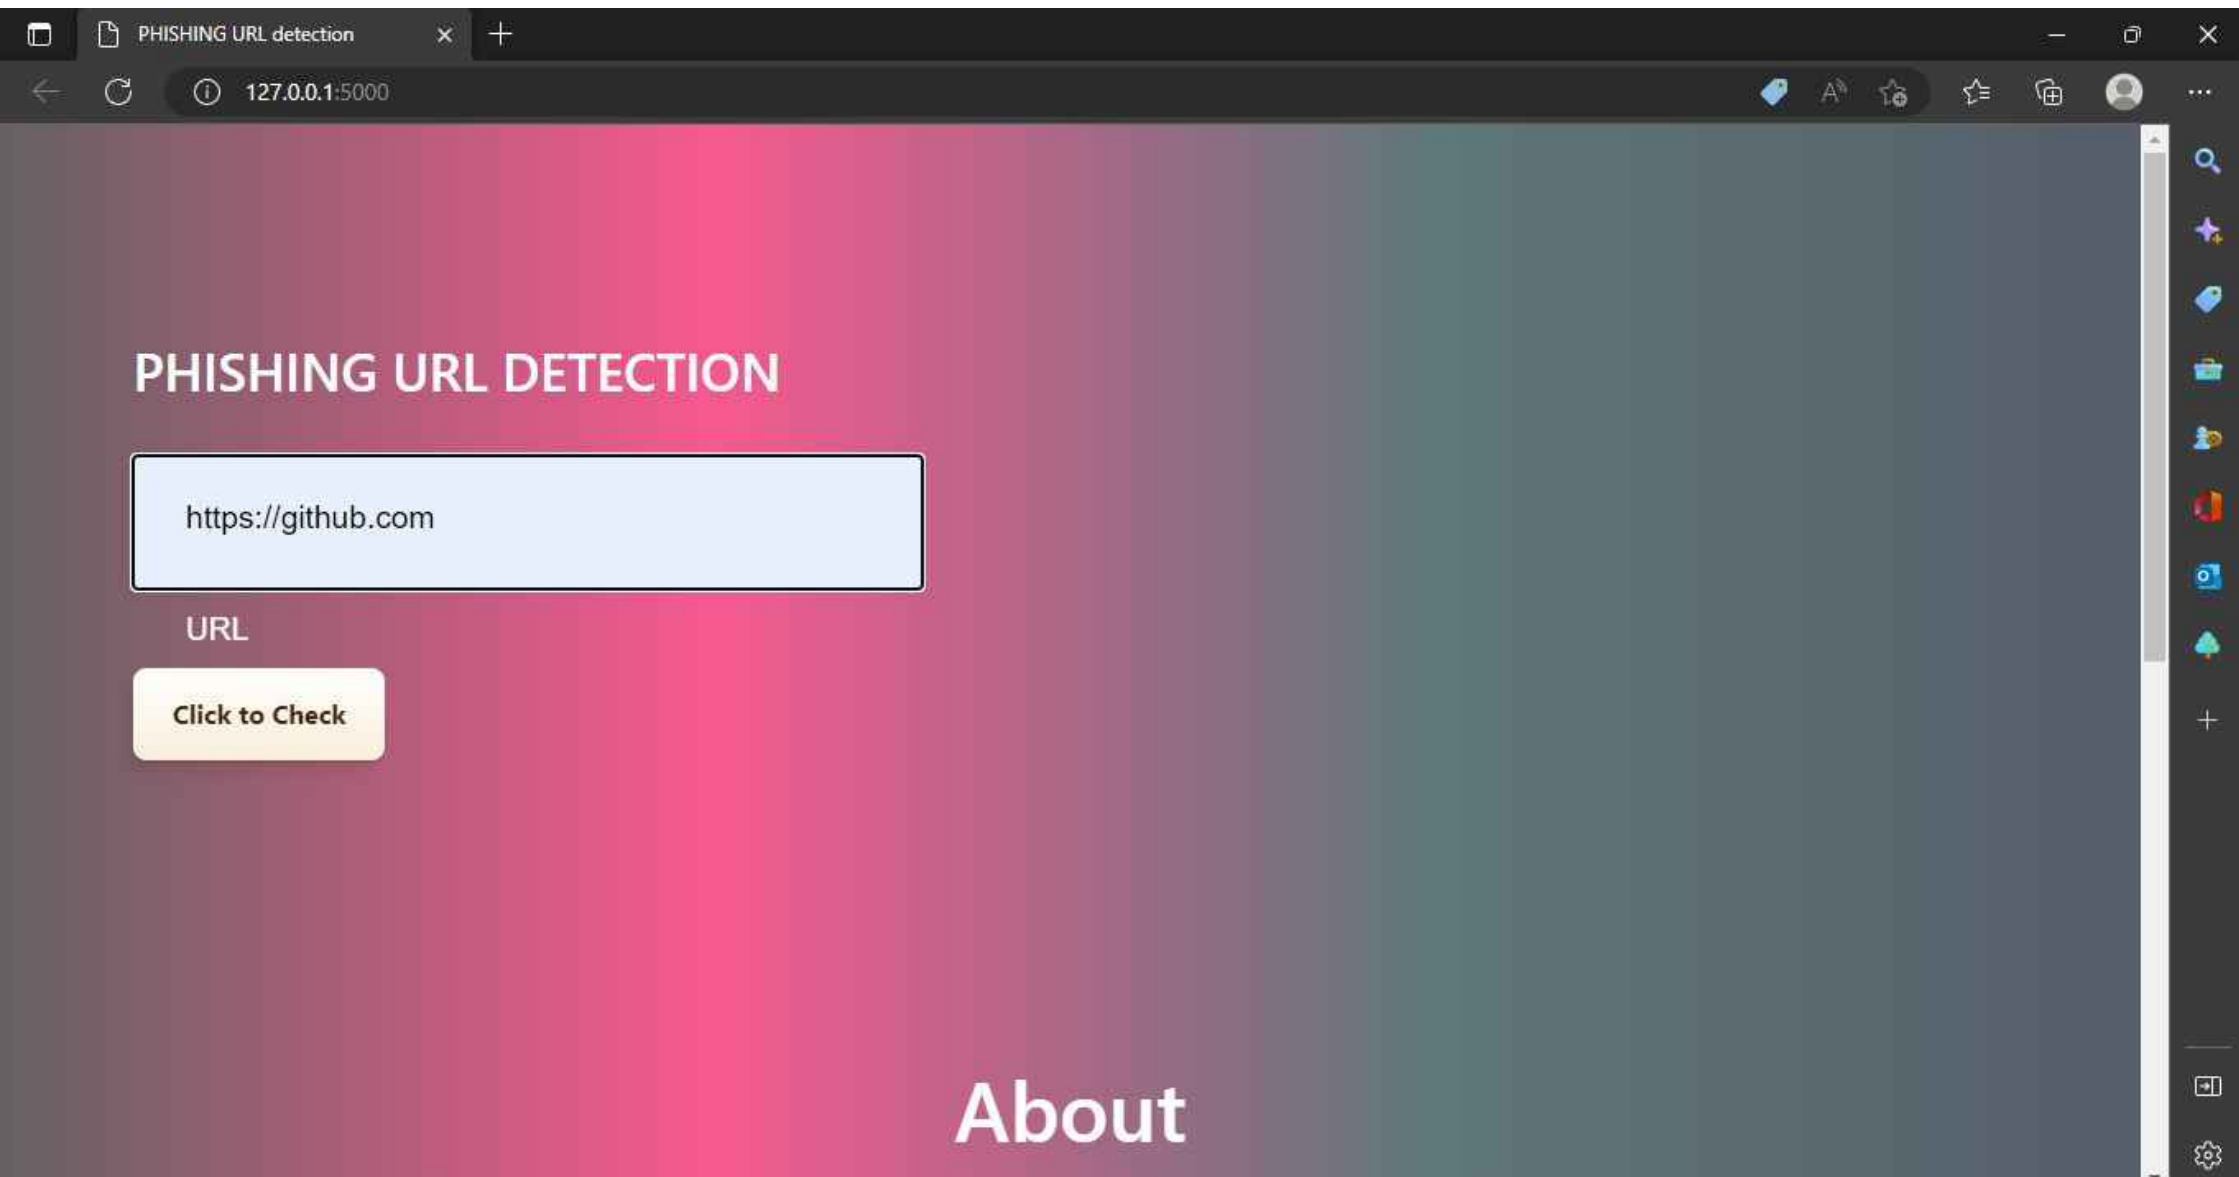 PHISHING URL detection
127.0.0.1:5000
PHISHING URL DETECTION
https://github.com
URL
Click to Check
About